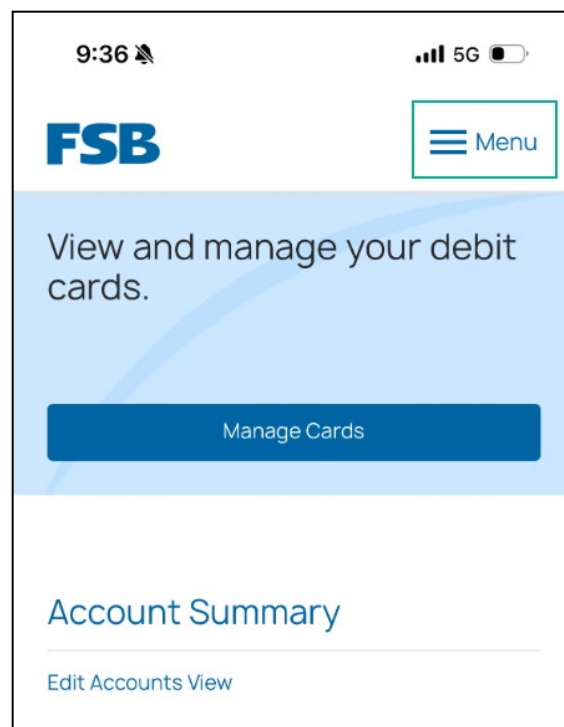 9:36 5G
FSB Menu
View and manage your debit
cards.
Manage Cards
Account Summary
Edit Accounts View